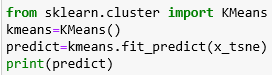 from sklearn.cluster import KMeans
kmeans=KMeans()
predict=kmeans.fit_predict(x_tsne)
print(predict)